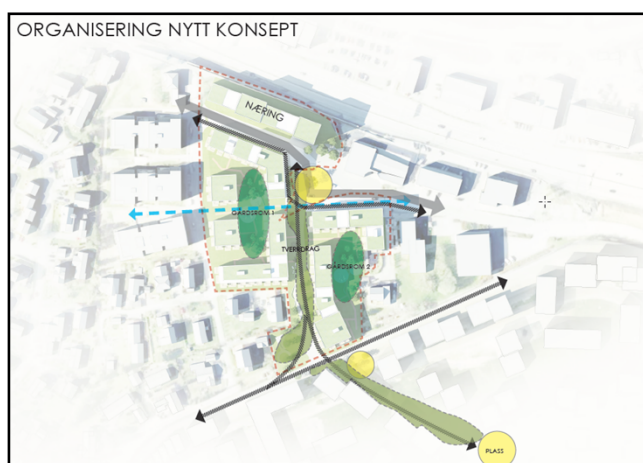 ORGANISERING NYTT KONSEPT
NÆRING
GÅRDSROM 1
TVERRDRAG
GÅRDSROM 2
PLASS